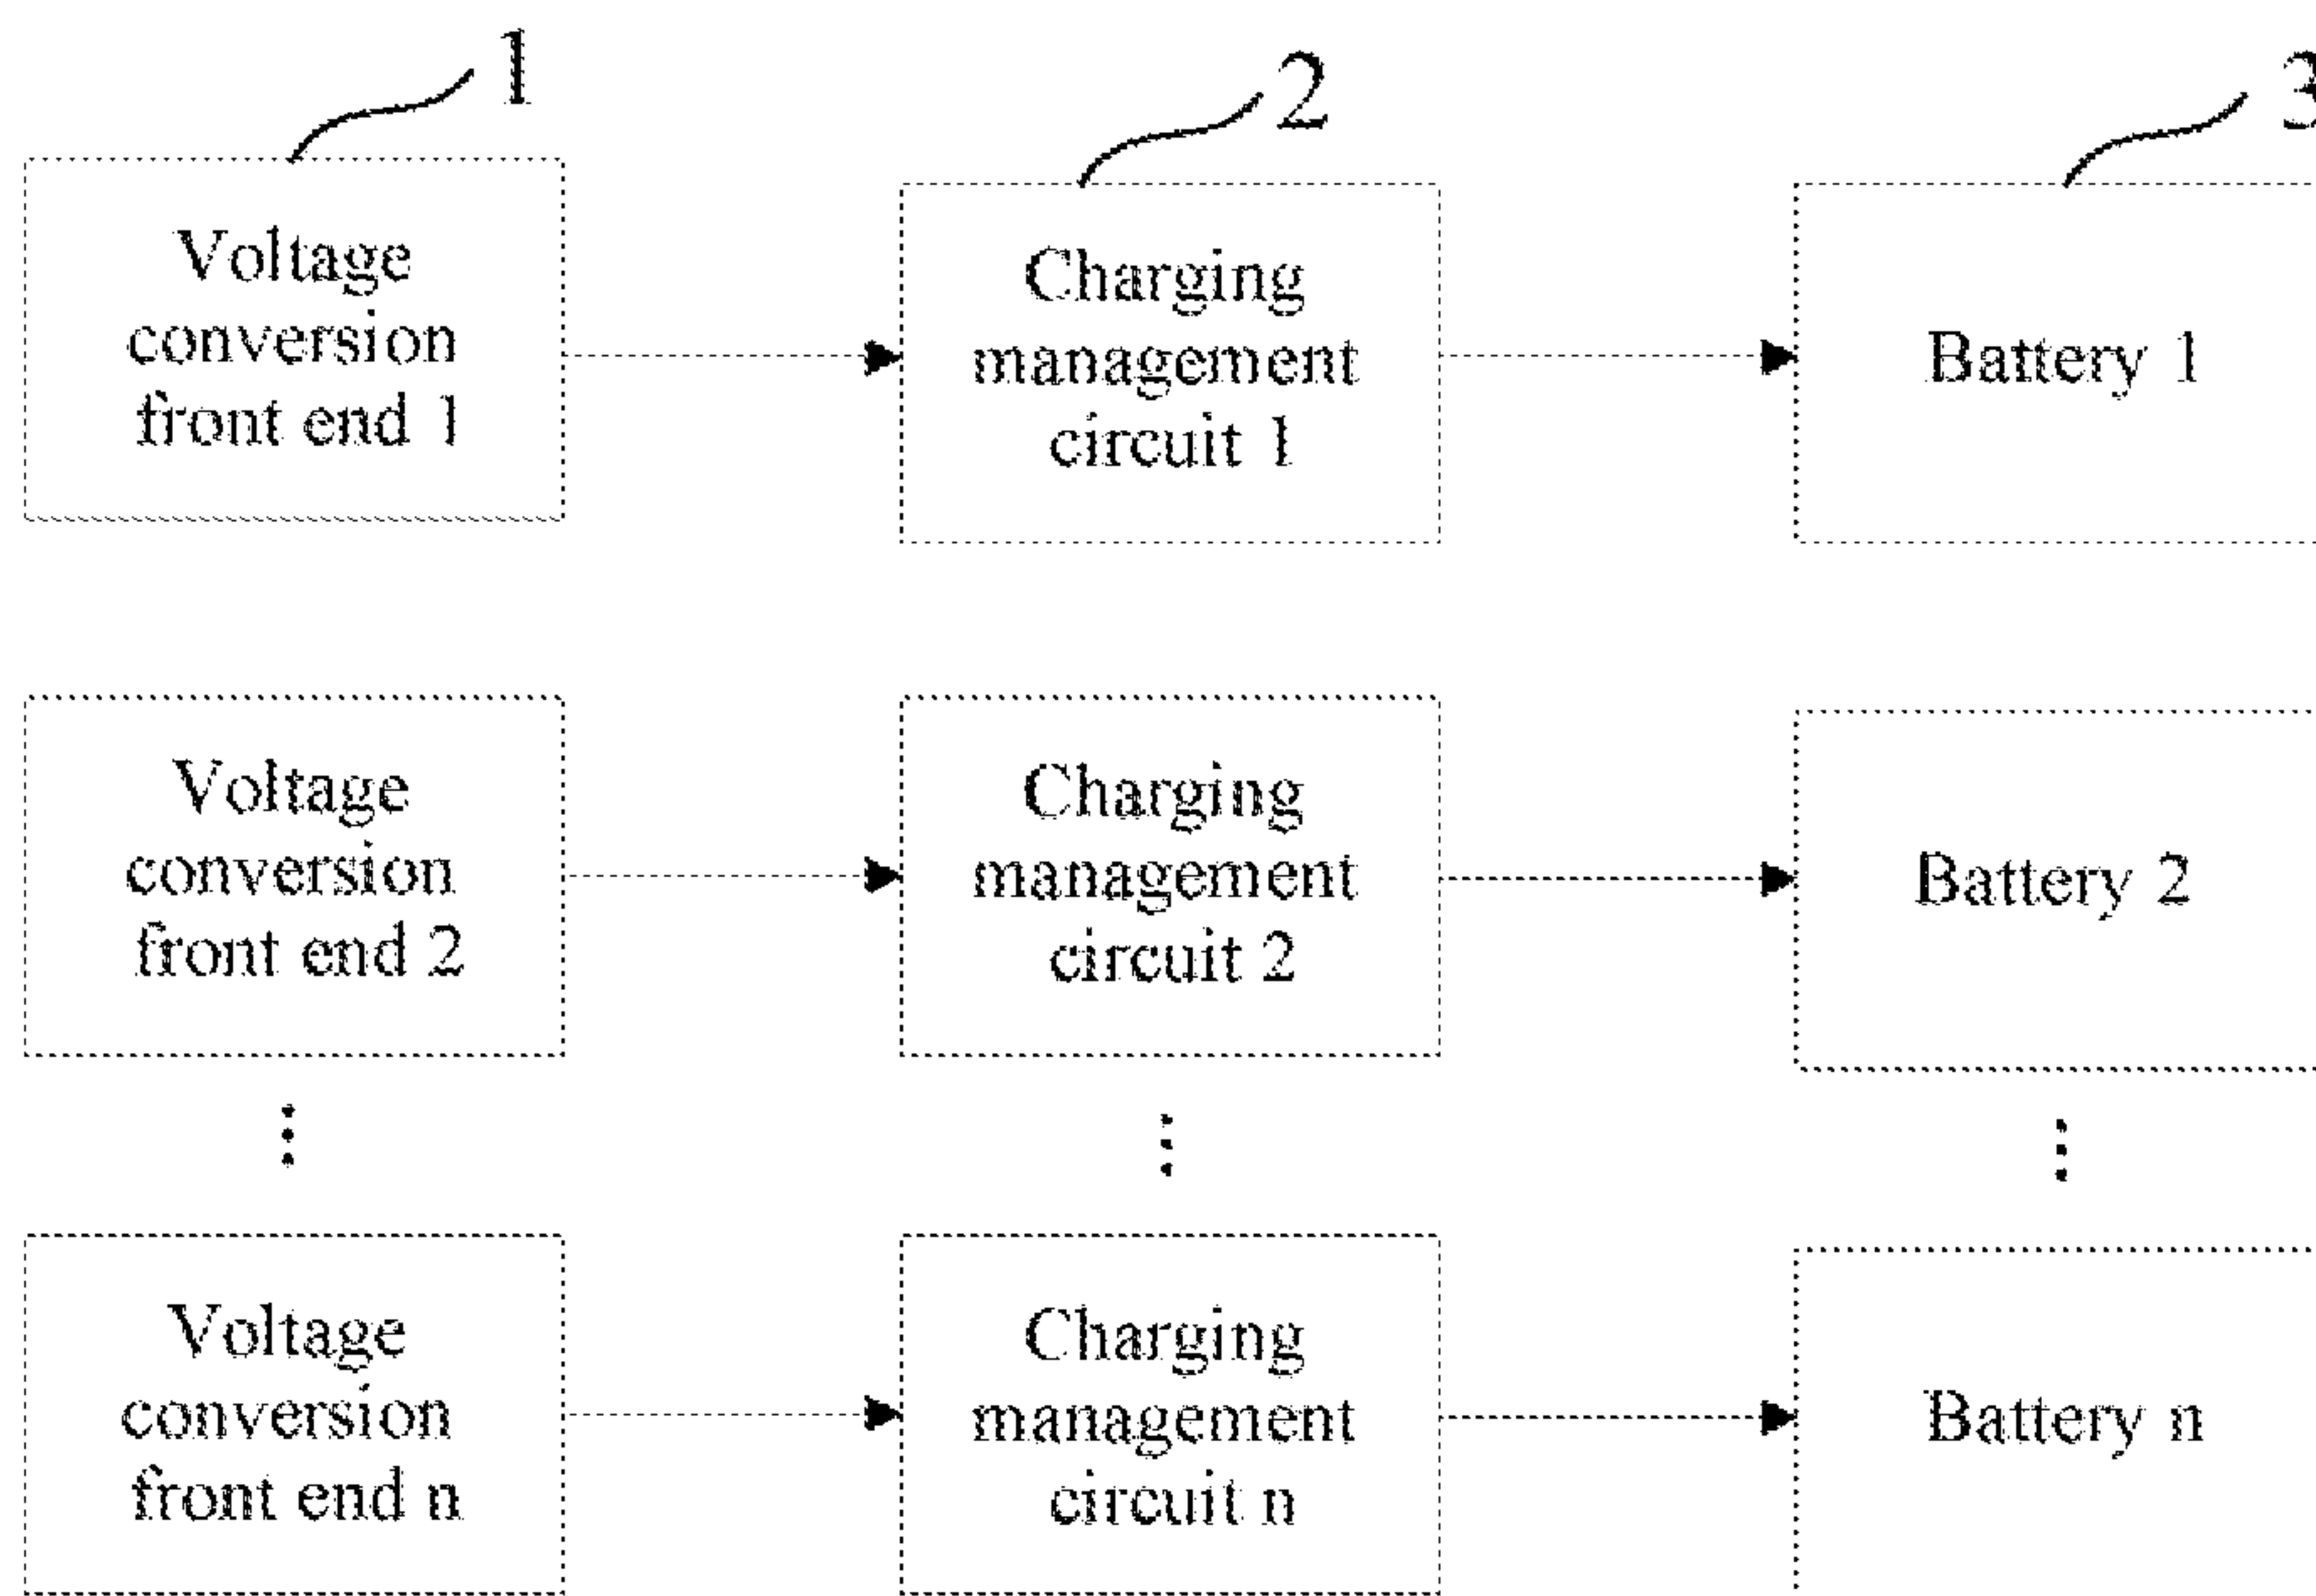 1
2
3
Voltage
conversion
front end 1
Charging
management
circuit 1
Battery 1
Voltage
conversion
front end 2
Charging
management
circuit 2
Battery 2
Voltage
conversion
front end n
Charging
management
circuit n
Battery n